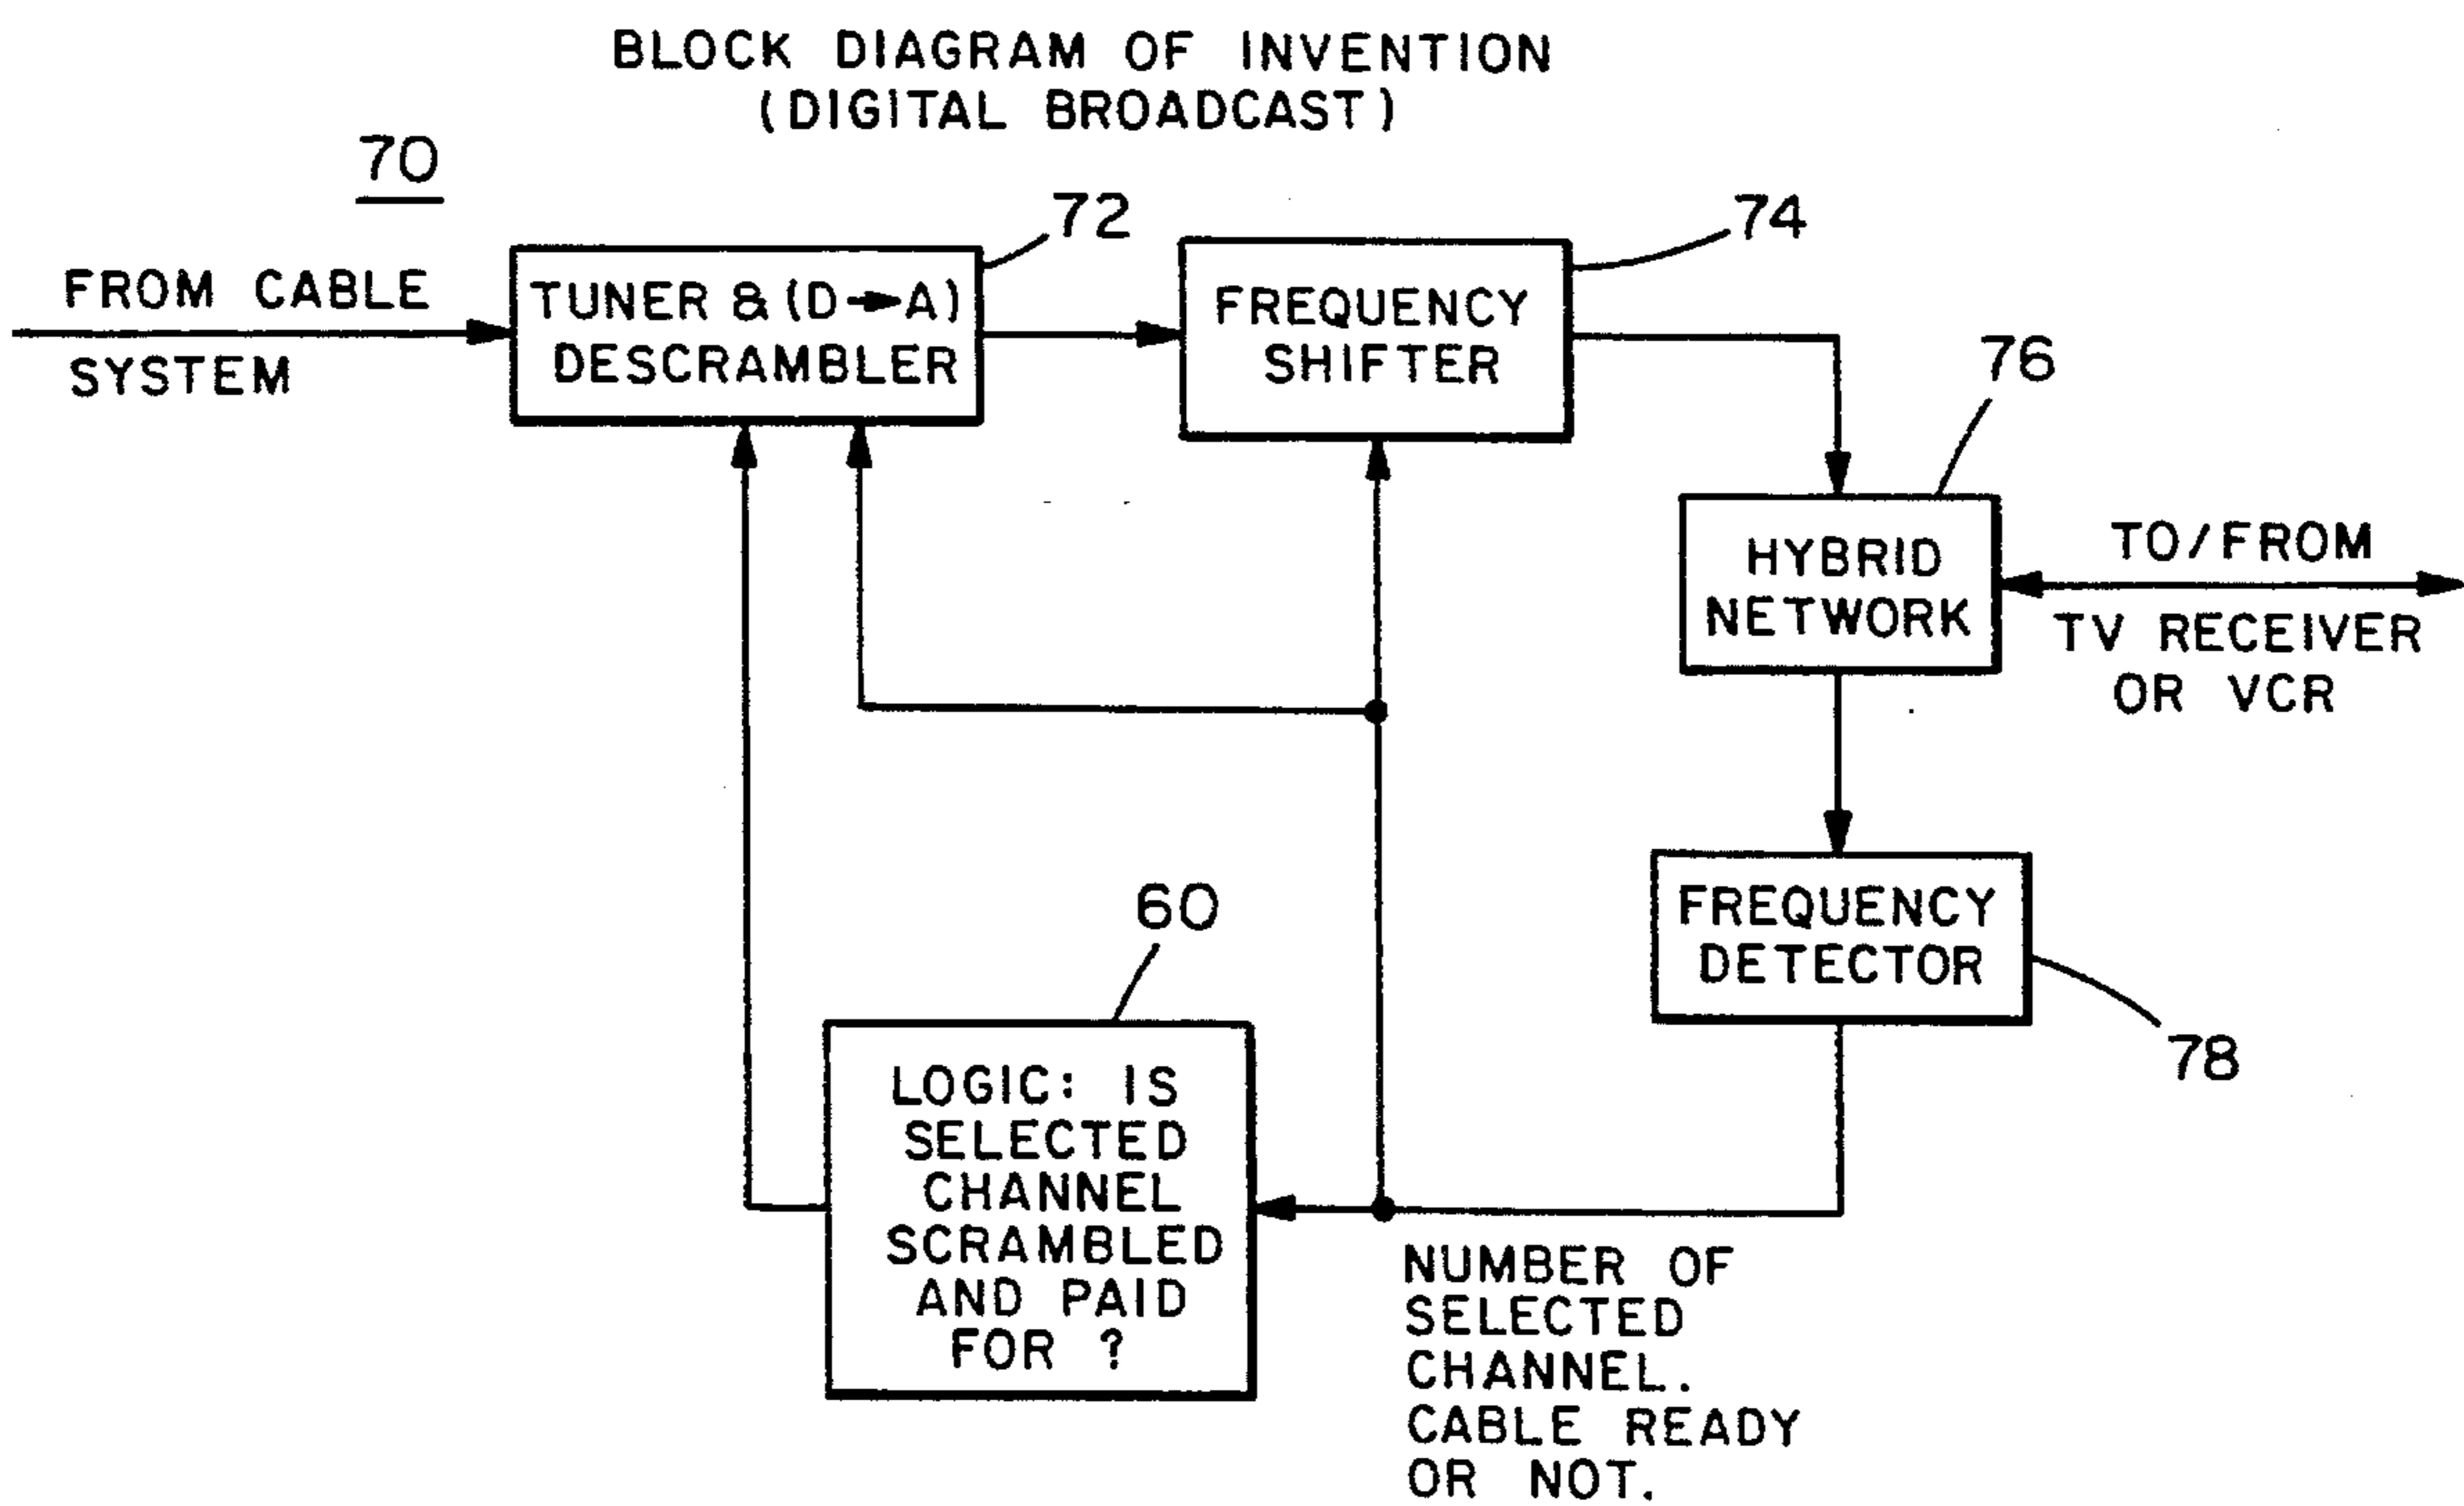 BLOCK DIAGRAM OF INVENTION
(DIGITAL BROADCAST)
70
FROM CABLE
SYSTEM
72
TUNER & (D→A)
DESCRAMBLER
74
FREQUENCY
SHIFTER
76
HYBRID
NETWORK
TO/FROM
TV RECEIVER
OR VCR
FREQUENCY
DETECTOR
78
60
LOGIC: IS
SELECTED
CHANNEL
SCRAMBLED
AND PAID
FOR ?
NUMBER OF
SELECTED
CHANNEL.
CABLE READY
OR NOT.